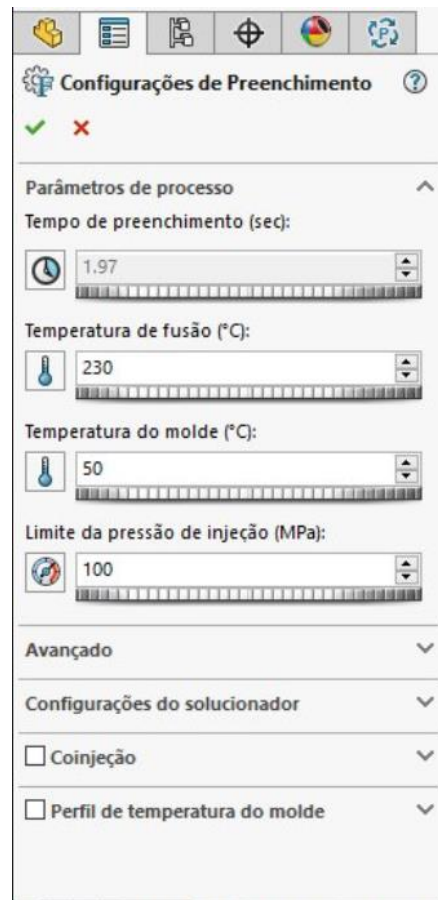 Configurações de Preenchimento
Parâmetros de processo
Tempo de preenchimento (sec):
1.97
Temperatura de fusão (°C):
230
Temperatura do molde (°C):
50
Limite da pressão de injeção (MPa):
100
Avançado
Configurações do solucionador
Coinjeção
Perfil de temperatura do molde